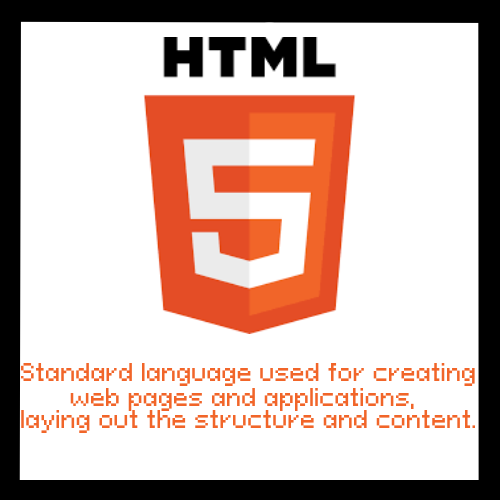 HTML
5
Standard language used for creating
web pages and applications,
laying out the structure and content.